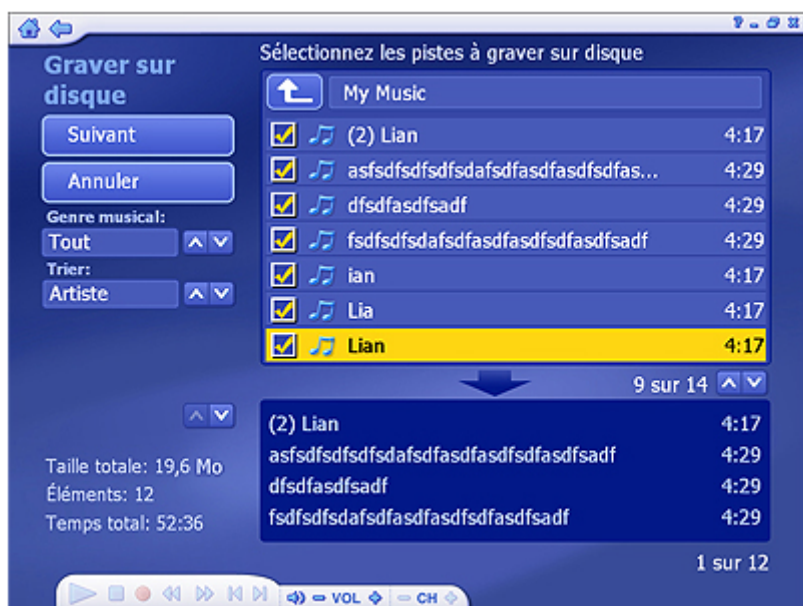 Graver sur
disque
Suivant
Annuler
Genre musical:
Tout
Trier:
Artiste
Taille totale: 19,6 Mo
Éléments: 12
Temps total: 52:36
Sélectionnez les pistes à graver sur disque
My Music
(2) Lian 4:17
asfsdfsdfsdfsdafsdfasdfasdfsdfas... 4:29
dfsdfasdfsadf 4:29
fsdfsdfsdafsdfasdfasdfsdfasdfsadf 4:29
ian 4:17
Lia 4:17
Lian 4:17
9 sur 14
(2) Lian 4:17
asfsdfsdfsdfsdafsdfasdfasdfsdfasdfsadf 4:29
dfsdfasdfsadf 4:29
fsdfsdfsdafsdfasdfasdfsdfasdfsadf 4:29
1 sur 12
VOL
CH